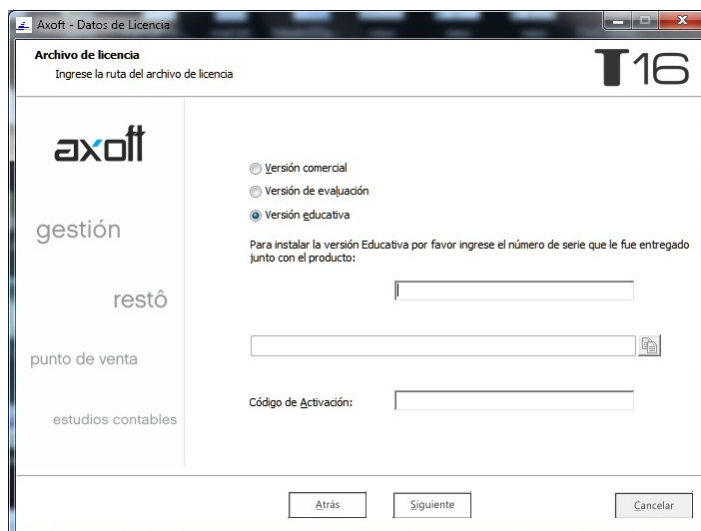 Axoft - Datos de Licencia
Archivo de licencia
Ingrese la ruta del archivo de licencia
T16
axoft
gestión
restô
punto de venta
estudios contables
Versión comercial
Versión de evaluación
Versión educativa
Para instalar la versión Educativa por favor ingrese el número de serie que le fue entregado
junto con el producto:
Código de Activación:
Atrás
Siguiente
Cancelar